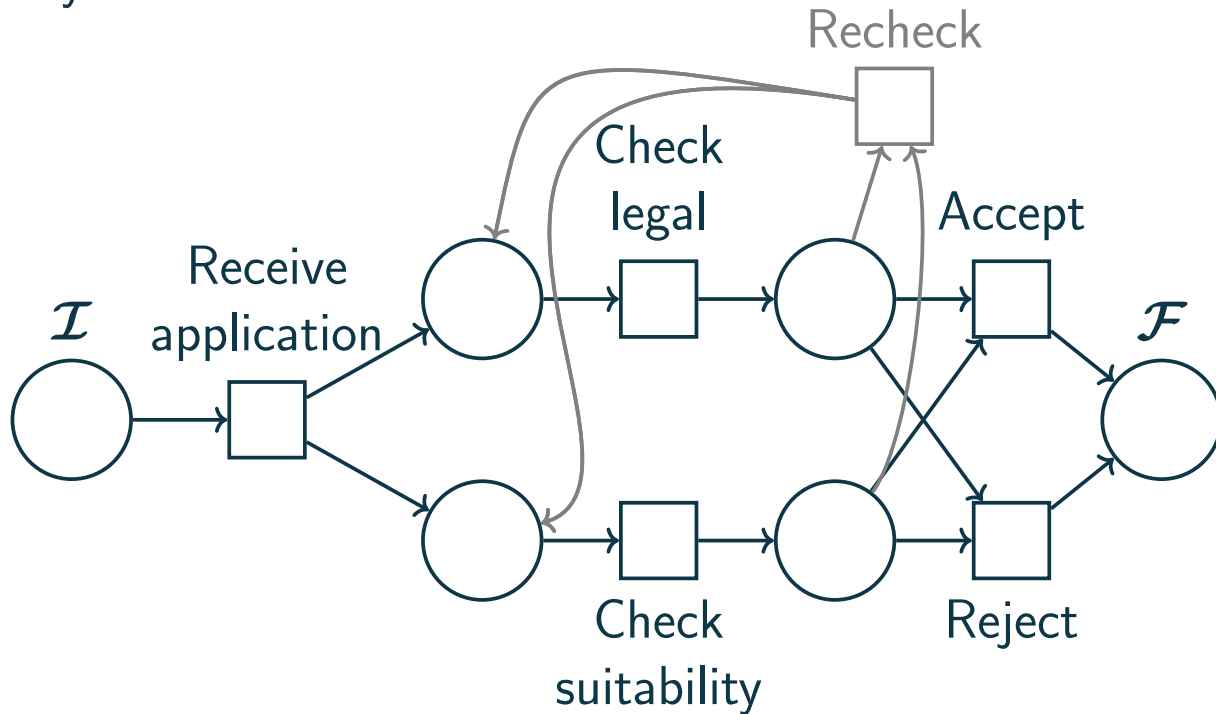 y
Recheck
Check
legal
Accept
Receive
application
𝓘
𝓕
Check
suitability
Reject